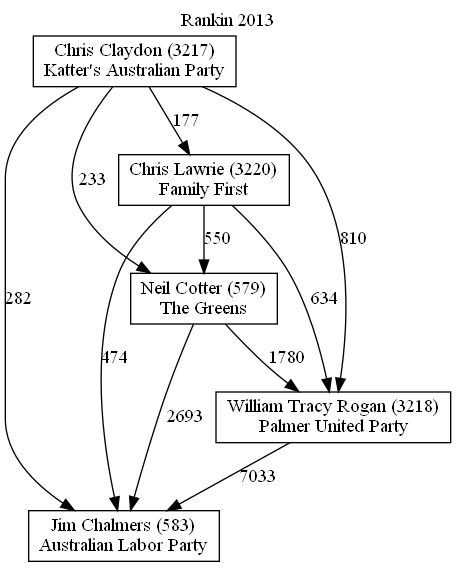 Rankin 2013
Chris Claydon (3217)
Katter's Australian Party
177
Chris Lawrie (3220)
Family First
233
550
810
Neil Cotter (579)
The Greens
282
634
474
1780
William Tracy Rogan (3218)
Palmer United Party
2693
7033
Jim Chalmers (583)
Australian Labor Party